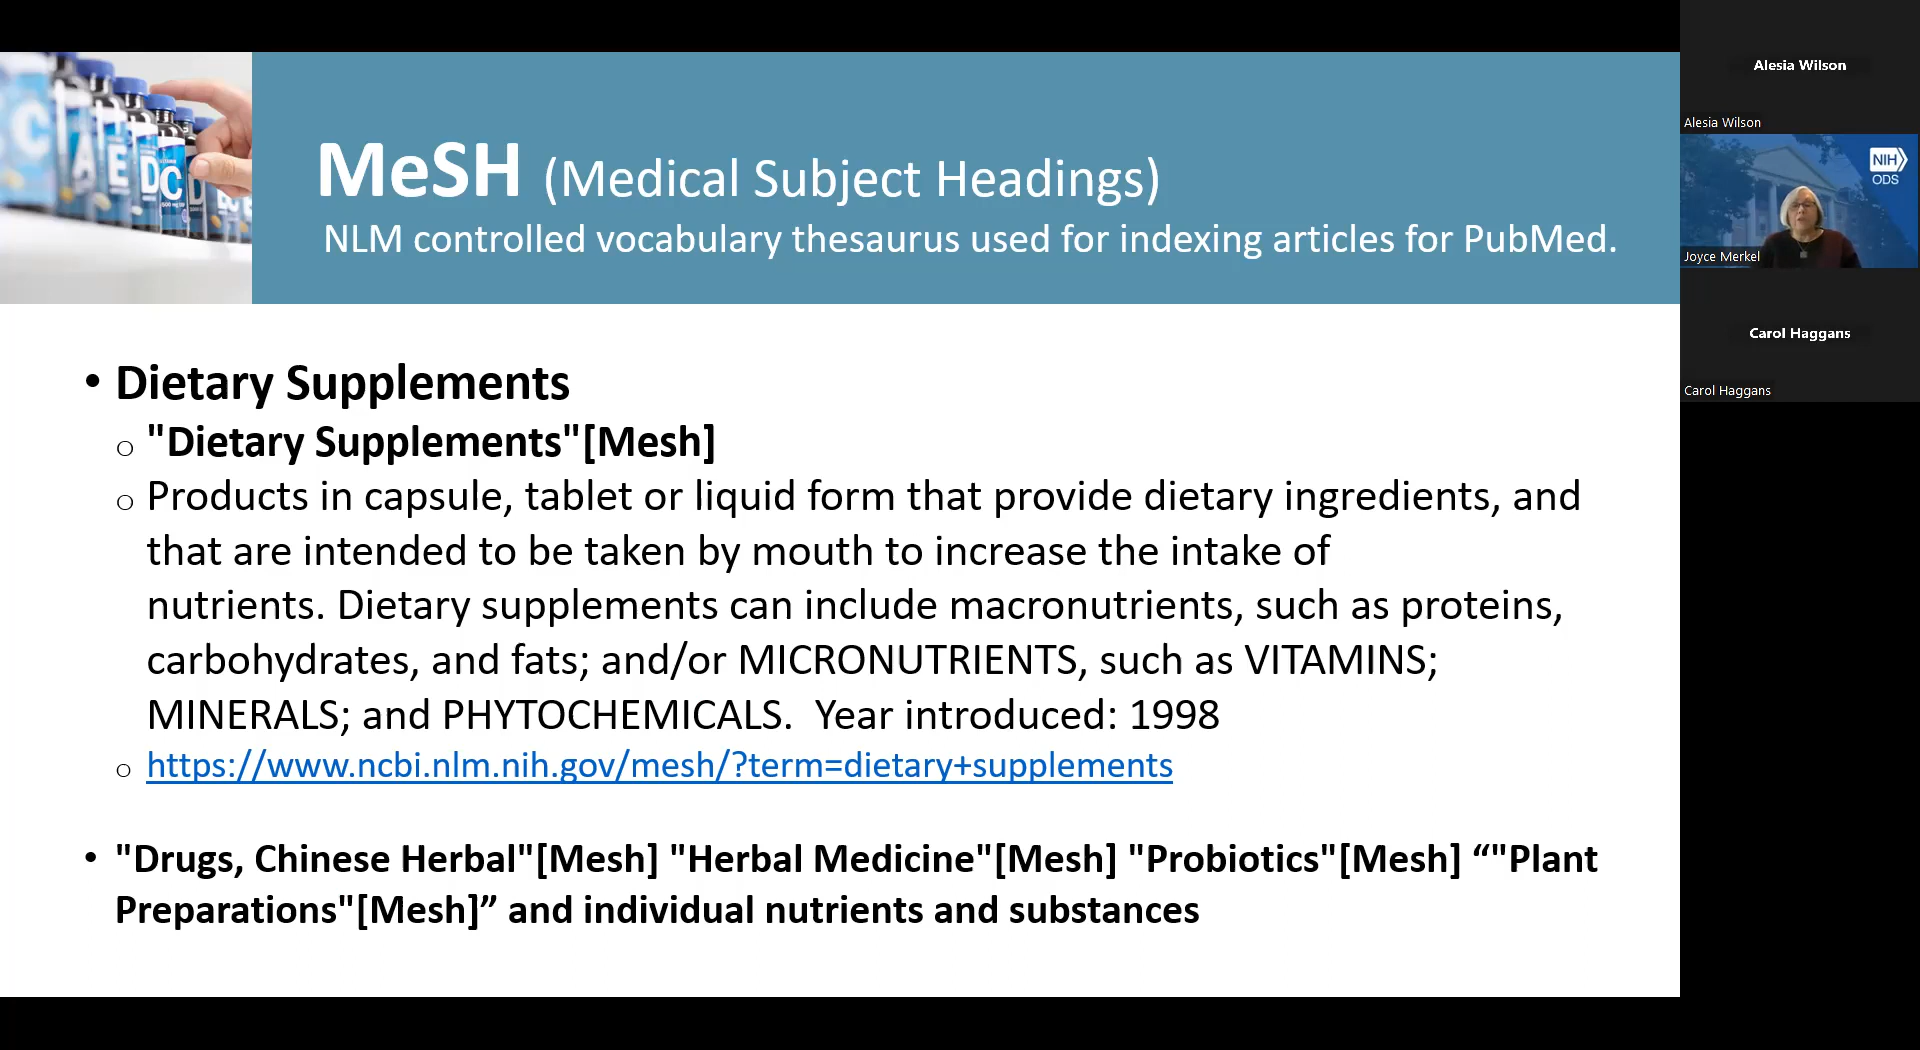 MeSH (Medical Subject Headings)
NLM controlled vocabulary thesaurus used for indexing articles for PubMed.
• Dietary Supplements
o "Dietary Supplements"[Mesh]
o Products in capsule, tablet or liquid form that provide dietary ingredients, and
that are intended to be taken by mouth to increase the intake of
nutrients. Dietary supplements can include macronutrients, such as proteins,
carbohydrates, and fats; and/or MICRONUTRIENTS, such as VITAMINS;
MINERALS; and PHYTOCHEMICALS.  Year introduced: 1998
o https://www.ncbi.nlm.nih.gov/mesh/?term=dietary+supplements
• "Drugs, Chinese Herbal"[Mesh] "Herbal Medicine"[Mesh] "Probiotics"[Mesh] “"Plant
Preparations"[Mesh]” and individual nutrients and substances
C
A
E
D
C
D
Alesia Wilson
Alesia Wilson
NIH
ODS
Joyce Merkel
Carol Haggans
Carol Haggans